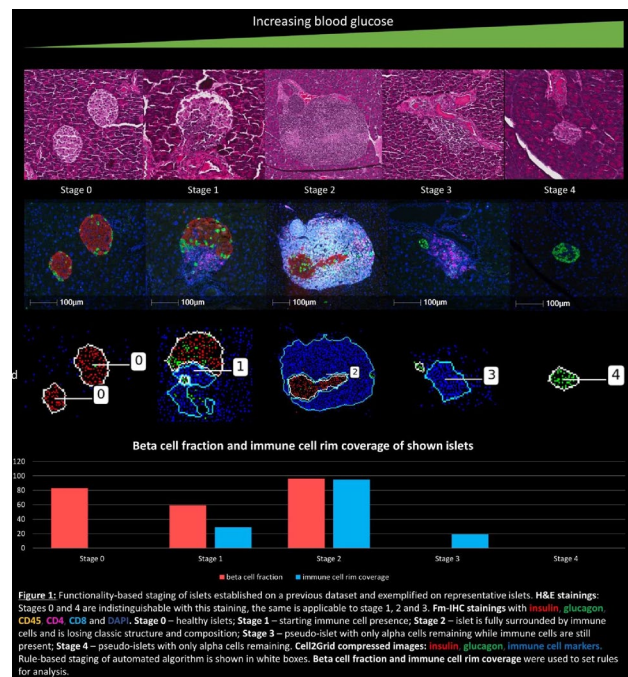 Increasing blood glucose
Stage 0 Stage 1 Stage 2 Stage 3 Stage 4
100μm 100μm 100μm 100μm 100μm
d
0 0 1 2 3 4
Beta cell fraction and immune cell rim coverage of shown islets
120
100
80
60
40
20
0
Stage 0 Stage 1 Stage 2 Stage 3 Stage 4
beta cell fraction immune cell rim coverage
Figure 1: Functionality-based staging of islets established on a previous dataset and exemplified on representative islets. H&E stainings:
Stages 0 and 4 are indistinguishable with this staining, the same is applicable to stage 1, 2 and 3. Fm-IHC stainings with insulin, glucagon,
CD45, CD4, CD8 and DAPI. Stage 0 – healthy islets; Stage 1 – starting immune cell presence; Stage 2 – islet is fully surrounded by immune
cells and is losing classic structure and composition; Stage 3 – pseudo-islet with only alpha cells remaining while immune cells are still
present; Stage 4 – pseudo-islets with only alpha cells remaining. Cell2Grid compressed images: insulin, glucagon, immune cell markers.
Rule-based staging of automated algorithm is shown in white boxes. Beta cell fraction and immune cell rim coverage were used to set rules
for analysis.